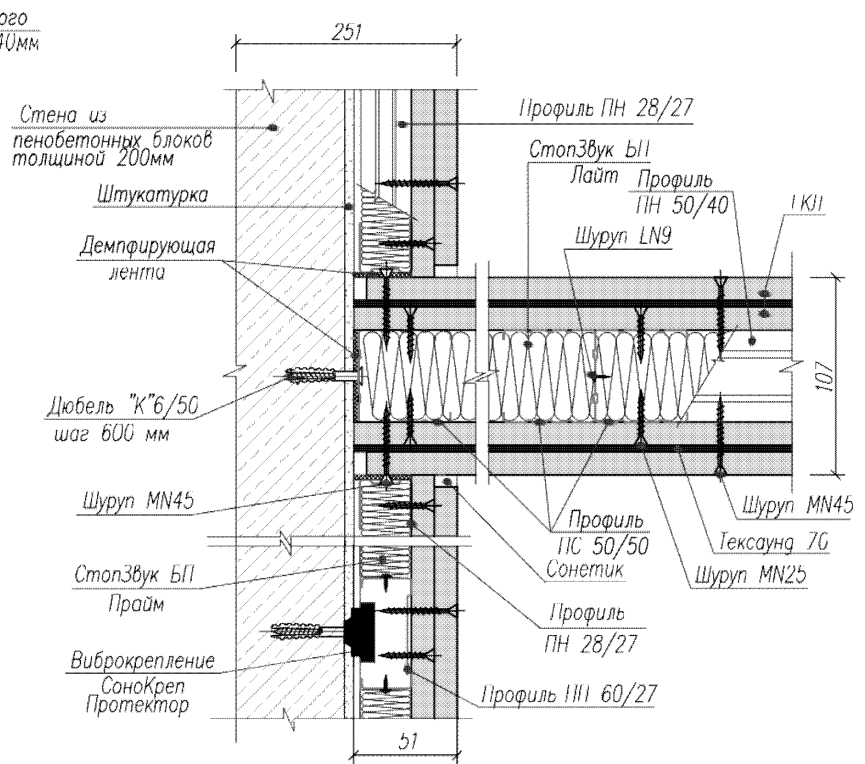 ого
40мм
251
Стена из
пенобетонных блоков
толщиной 200мм
Штукатурка
Демпфирующая
лента
Дюбель "К"6/50
шаг 600 мм
Шуруп MN45
СтопЗвук БП
Прайм
Виброкрепление
СоноКреп
Протектор
Профиль ПН 28/27
СтопЗвук БП
Лайт
Профиль
ПН 50/40
ГКЛ
Шуруп LN9
107
Профиль
ПС 50/50
Сонетик
Шуруп MN45
Тексаунд 70
Шуруп MN25
Профиль
ПН 28/27
Профиль ПП 60/27
51